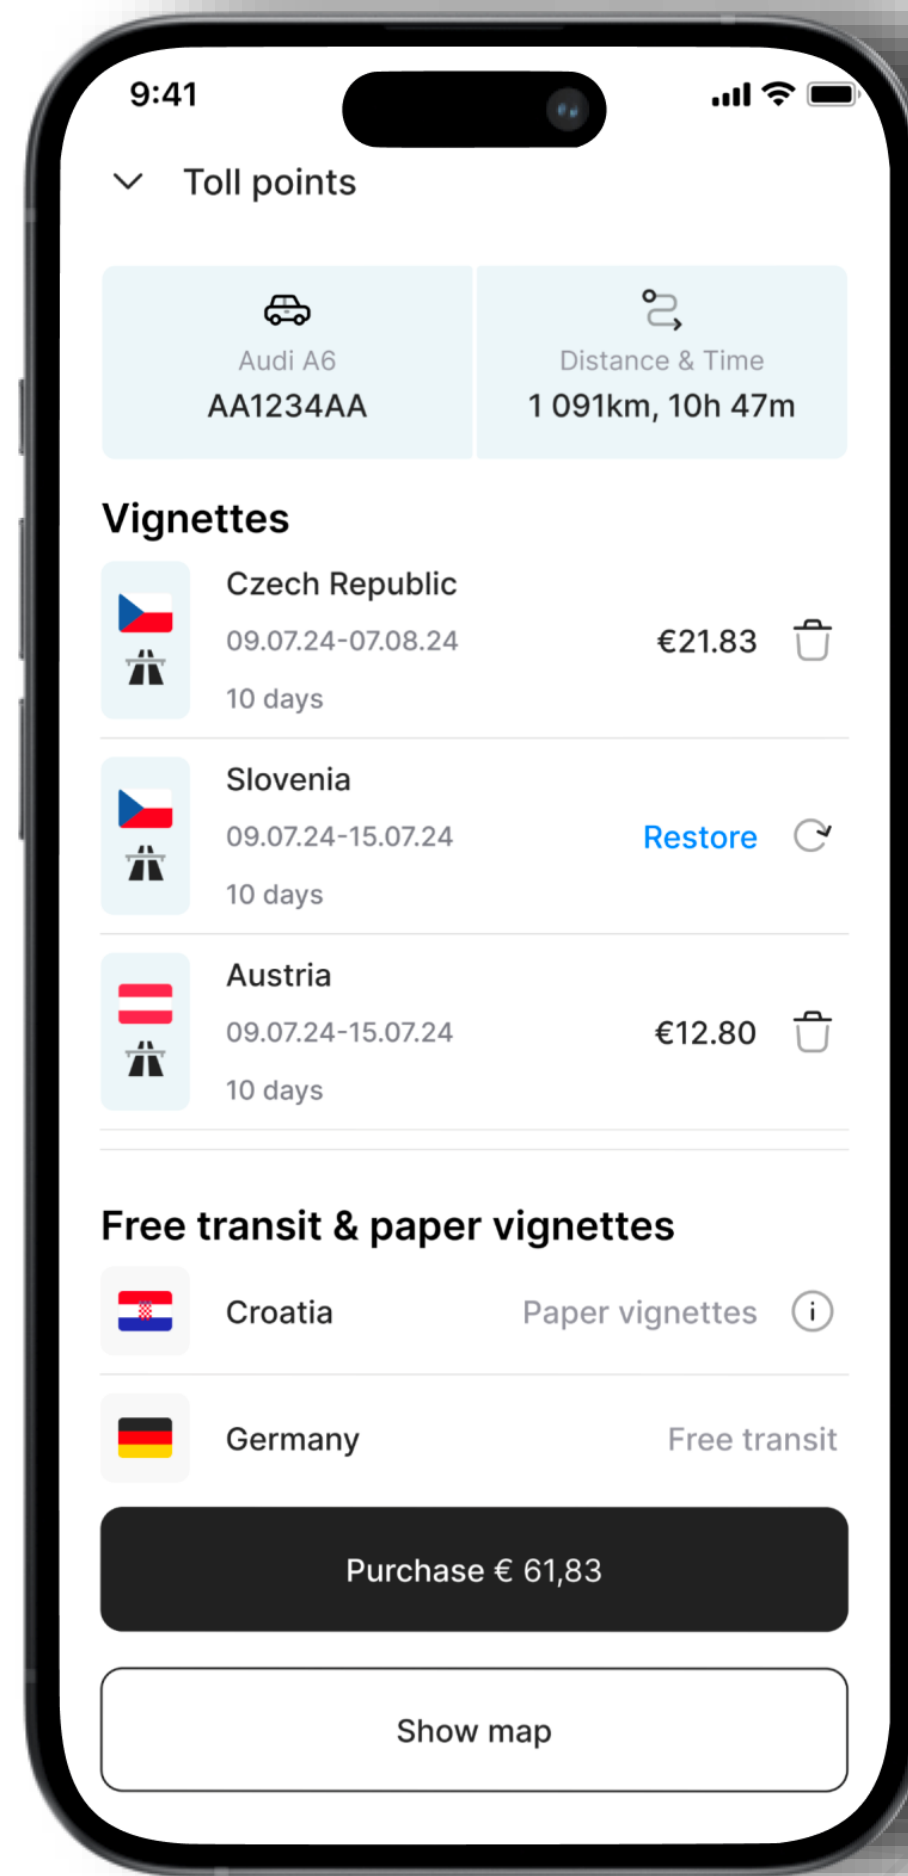 9:41
Toll points
Audi A6
AA1234AA
Distance & Time
1 091km, 10h 47m
Vignettes
Czech Republic
09.07.24-07.08.24
€21.83
10 days
Slovenia
09.07.24-15.07.24
Restore
10 days
Austria
09.07.24-15.07.24
€12.80
10 days
Free transit & paper vignettes
Croatia
Paper vignettes
i
Germany
Free transit
Purchase € 61,83
Show map